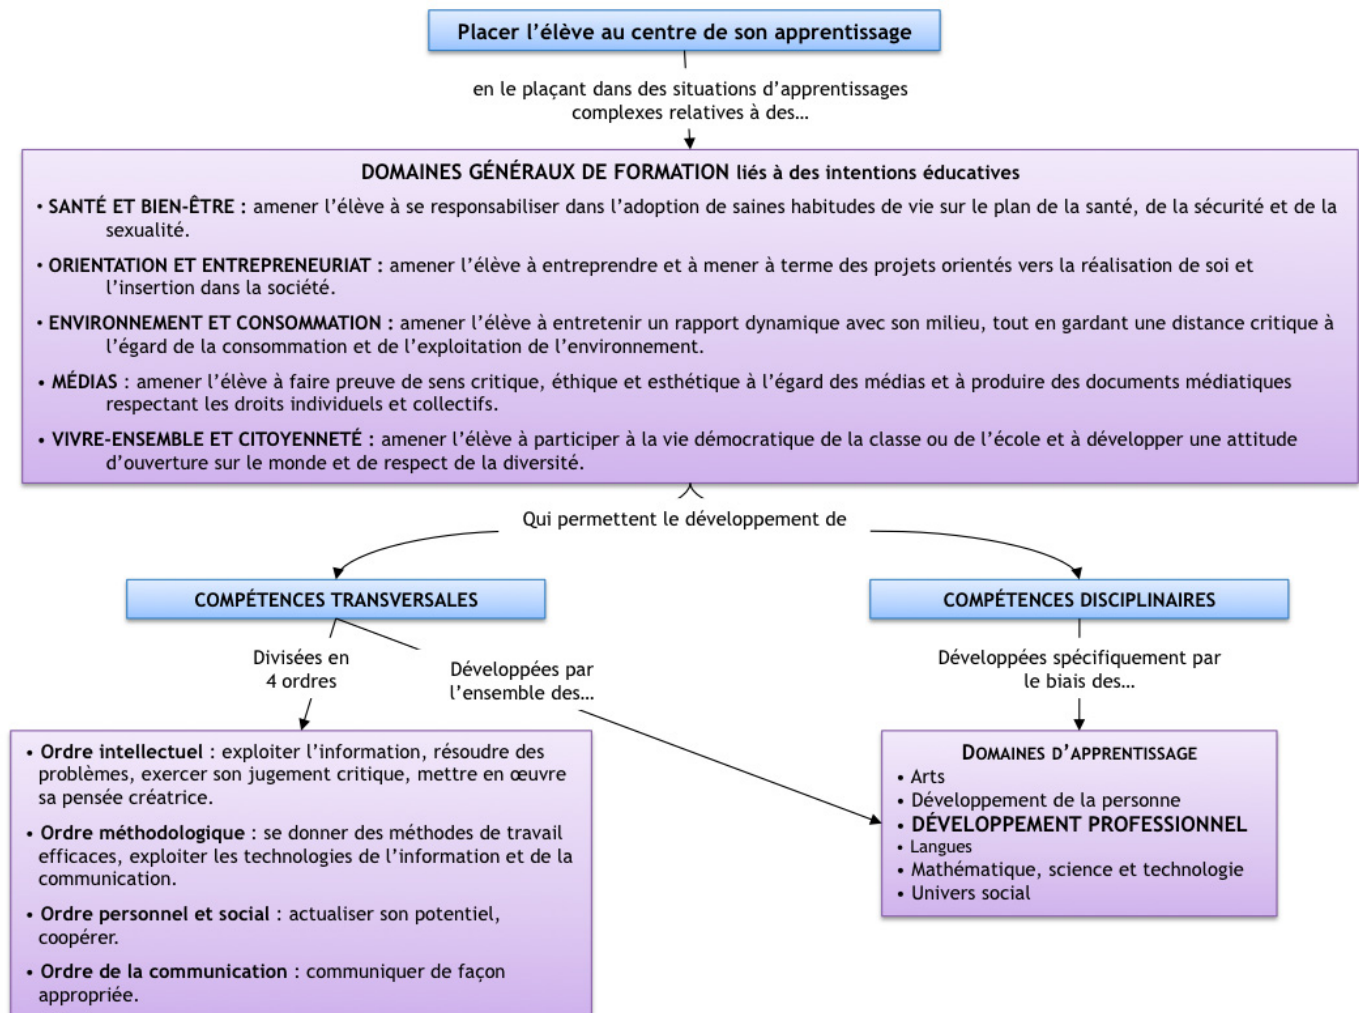 Placer l’élève au centre de son apprentissage
en le plaçant dans des situations d’apprentissages
complexes relatives à des…
DOMAINES GÉNÉRAUX DE FORMATION liés à des intentions éducatives
• SANTÉ ET BIEN-ÊTRE : amener l’élève à se responsabiliser dans l’adoption de saines habitudes de vie sur le plan de la santé, de la sécurité et de la
sexualité.
• ORIENTATION ET ENTREPRENEURIAT : amener l’élève à entreprendre et à mener à terme des projets orientés vers la réalisation de soi et
l’insertion dans la société.
• ENVIRONNEMENT ET CONSOMMATION : amener l’élève à entretenir un rapport dynamique avec son milieu, tout en gardant une distance critique à
l’égard de la consommation et de l’exploitation de l’environnement.
• MÉDIAS : amener l’élève à faire preuve de sens critique, éthique et esthétique à l’égard des médias et à produire des documents médiatiques
respectant les droits individuels et collectifs.
• VIVRE-ENSEMBLE ET CITOYENNETÉ : amener l’élève à participer à la vie démocratique de la classe ou de l’école et à développer une attitude
d’ouverture sur le monde et de respect de la diversité.
Qui permettent le développement de
COMPÉTENCES TRANSVERSALES
Divisées en
4 ordres
Développées par
l’ensemble des…
• Ordre intellectuel : exploiter l’information, résoudre des
problèmes, exercer son jugement critique, mettre en œuvre
sa pensée créatrice.
• Ordre méthodologique : se donner des méthodes de travail
efficaces, exploiter les technologies de l’information et de la
communication.
• Ordre personnel et social : actualiser son potentiel,
coopérer.
• Ordre de la communication : communiquer de façon
appropriée.
COMPÉTENCES DISCIPLINAIRES
Développées spécifiquement par
le biais des…
DOMAINES D’APPRENTISSAGE
• Arts
• Développement de la personne
• DÉVELOPPEMENT PROFESSIONNEL
• Langues
• Mathématique, science et technologie
• Univers social